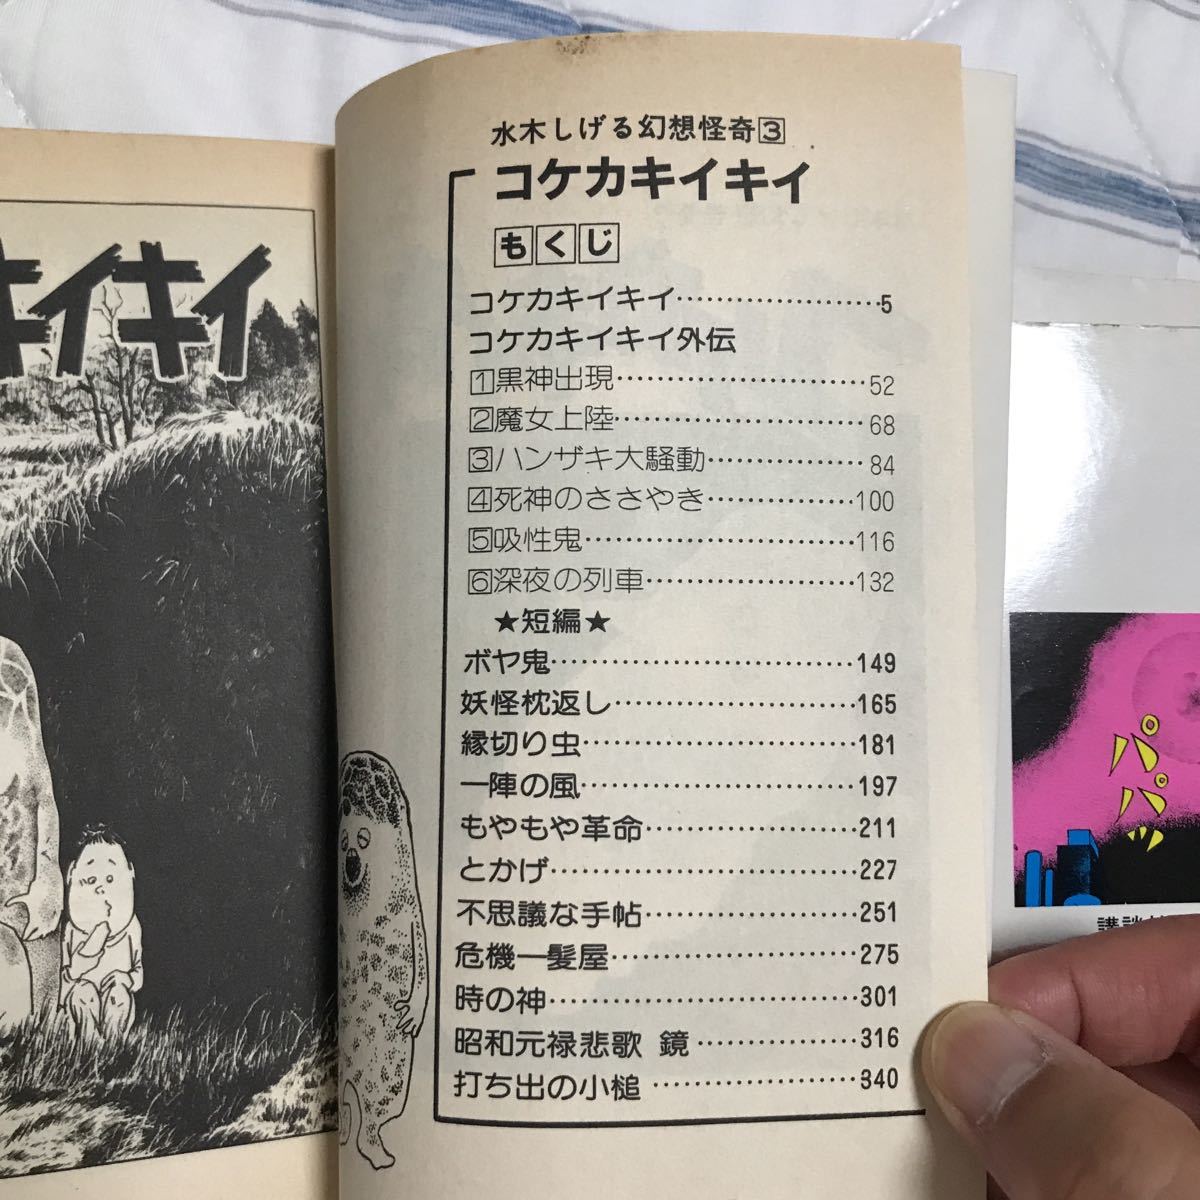 キイキイ
水木しげる幻想怪奇3
コケカキイキイ
もくじ
コケカキイキイ…………………5
コケカキイキイ外伝
1黒神出現……………………52
2魔女上陸……………………68
3ハンザキ大騒動……………84
4死神のささやき……………100
5吸性鬼………………………116
6深夜の列車…………………132
★短編★
ボヤ鬼…………………………149
妖怪枕返し……………………165
縁切り虫………………………181
一陣の風………………………197
もやもや革命…………………211
とかげ…………………………227
不思議な手帖…………………251
危機一髪屋……………………275
時の神…………………………301
昭和元禄悲歌 鏡……………316
打ち出の小槌…………………340
パパッ